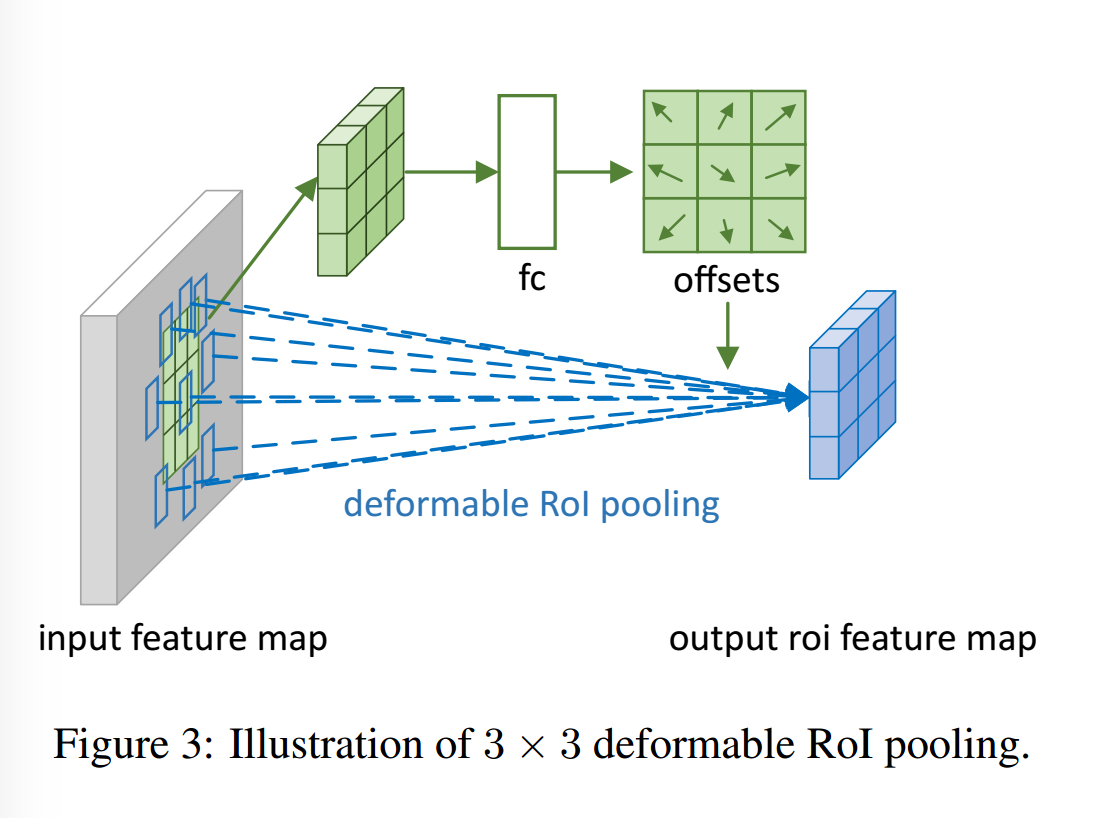 fc
offsets
deformable RoI pooling
input feature map
output roi feature map
Figure 3: Illustration of 3 × 3 deformable RoI pooling.